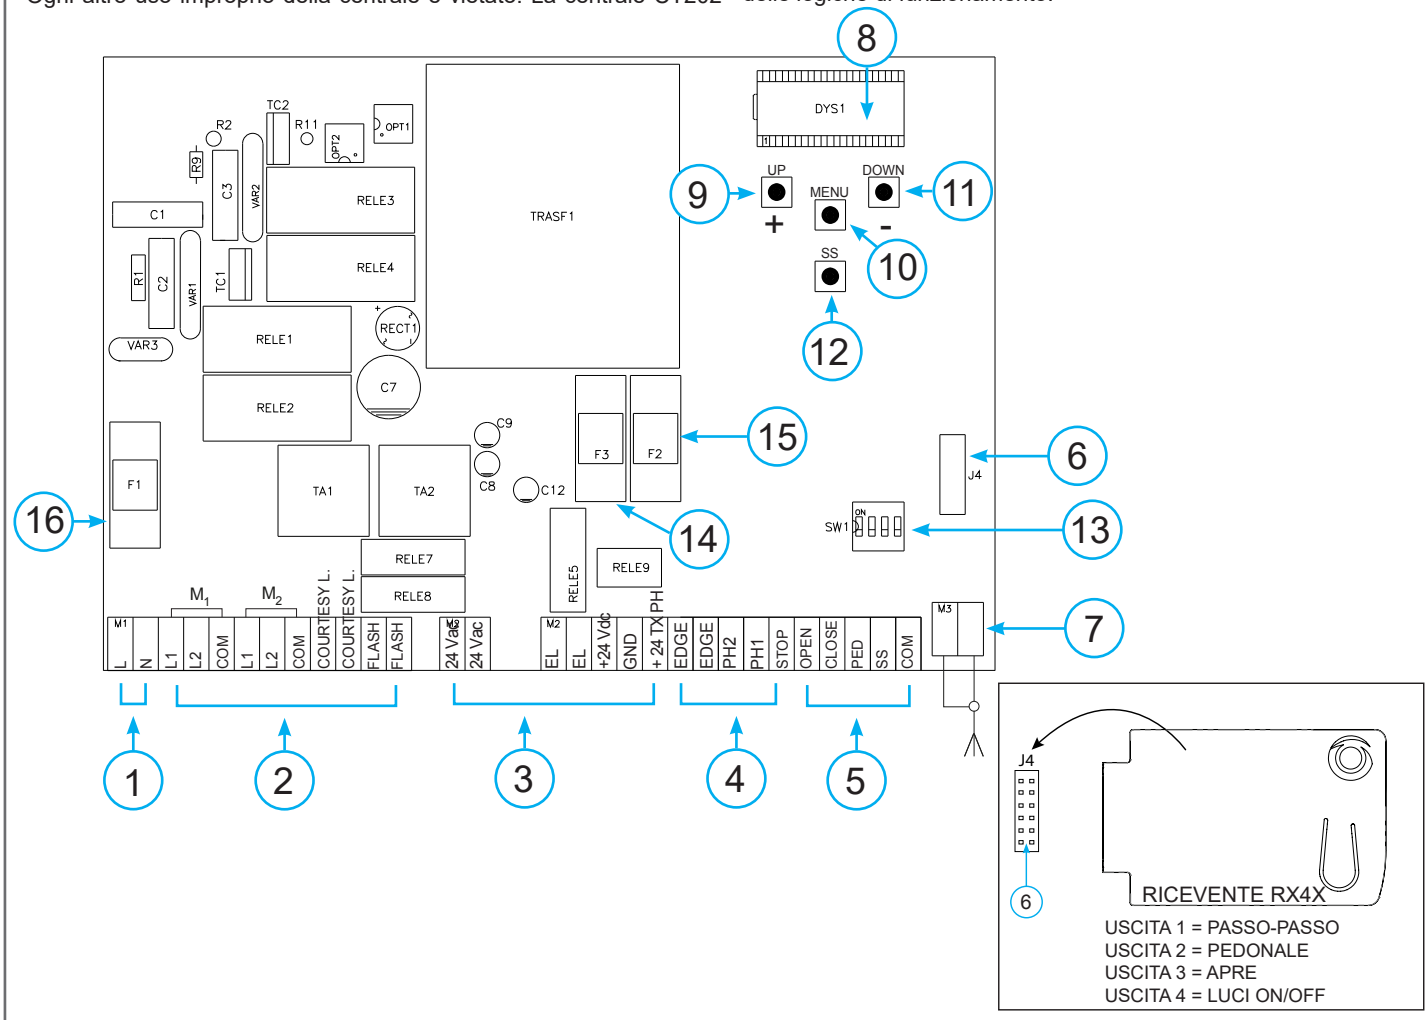 8
DYS1
1
TC2
R2
R11
OPT2
OPT1
R9
C3
VAR2
RELE3
TRASF1
UP
DOWN
MENU
9
11
+
-
C1
R1
C2
VAR1
TC1
RELE4
SS
10
VAR3
RELE1
+
RECT1
12
RELE2
C7
C9
C8
C12
F3
F2
15
6
J4
F1
16
TA1
TA2
14
ON
SW1
13
RELE7
RELE8
RELE5
RELE9
M1
M2
M1
L
N
L1
L2
COM
L1
L2
COM
COURTESY L.
COURTESY L.
FLASH
FLASH
24 Vac
24 Vac
M2
EL
EL
+24 Vdc
GND
+ 24 TX PH
EDGE
EDGE
PH2
PH1
STOP
OPEN
CLOSE
PED
SS
COM
M3
7
1
2
3
4
5
J4
6
RICEVENTE RX4X
USCITA 1 = PASSO-PASSO
USCITA 2 = PEDONALE
USCITA 3 = APRE
USCITA 4 = LUCI ON/OFF